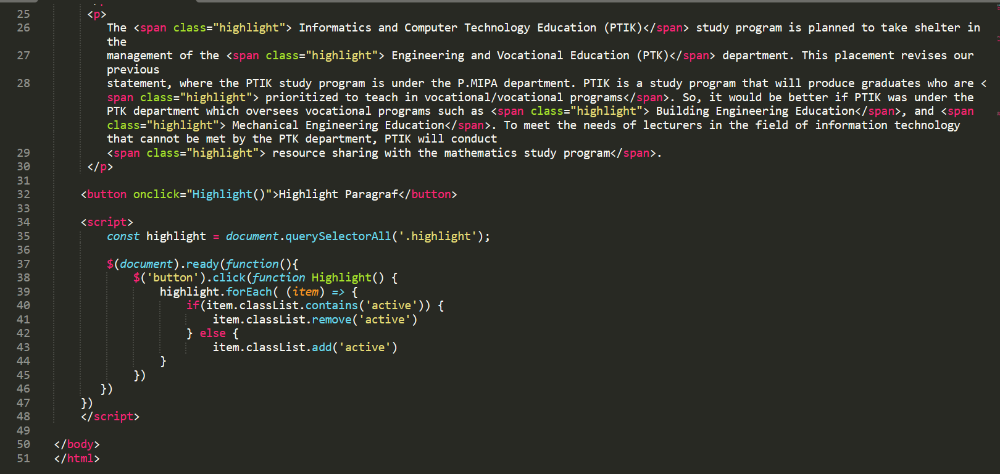 25 <p>
26 The <span class="highlight"> Informatics and Computer Technology Education (PTIK)</span> study program is planned to take shelter in
the
27 management of the <span class="highlight"> Engineering and Vocational Education (PTK)</span> department. This placement revises our
previous
28 statement, where the PTIK study program is under the P.MIPA department. PTIK is a study program that will produce graduates who are <
span class="highlight"> prioritized to teach in vocational/vocational programs</span>. So, it would be better if PTIK was under the
PTK department which oversees vocational programs such as <span class="highlight"> Building Engineering Education</span>, and <span
class="highlight"> Mechanical Engineering Education</span>. To meet the needs of lecturers in the field of information technology
that cannot be met by the PTK department, PTIK will conduct
29 <span class="highlight"> resource sharing with the mathematics study program</span>.
30 </p>
31
32 <button onclick="Highlight()">Highlight Paragraf</button>
33
34 <script>
35 const highlight = document.querySelectorAll('.highlight');
36
37 $(document).ready(function(){
38 $('button').click(function Highlight() {
39 highlight.forEach( (item) => {
40 if(item.classList.contains('active')) {
41 item.classList.remove('active')
42 } else {
43 item.classList.add('active')
44 }
45 })
46 })
47 })
48 </script>
49
50 </body>
51 </html>